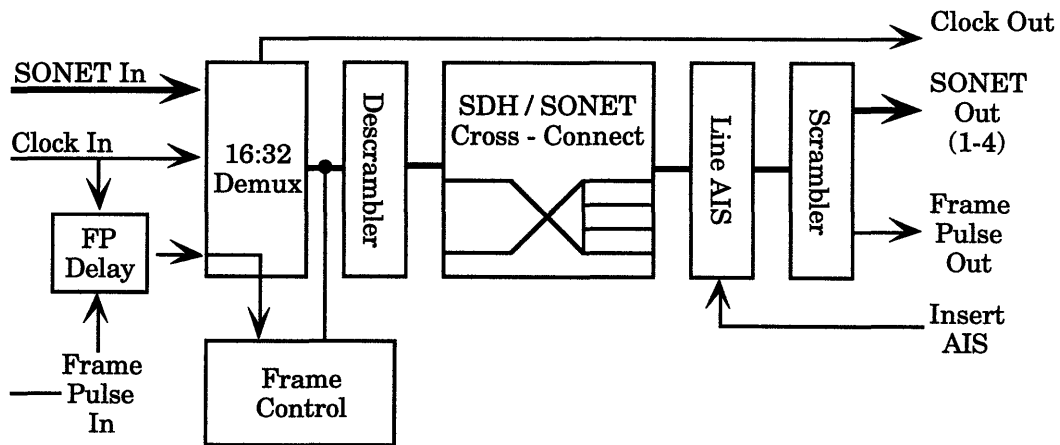 Clock Out
SONET In
SONET
Out
(1-4)
Clock In
16:32
Demux
Descrambler
SDH / SONET
Cross - Connect
Line AIS
Scrambler
FP
Delay
Frame
Pulse
Out
Insert
AIS
Frame
Pulse
In
Frame
Control